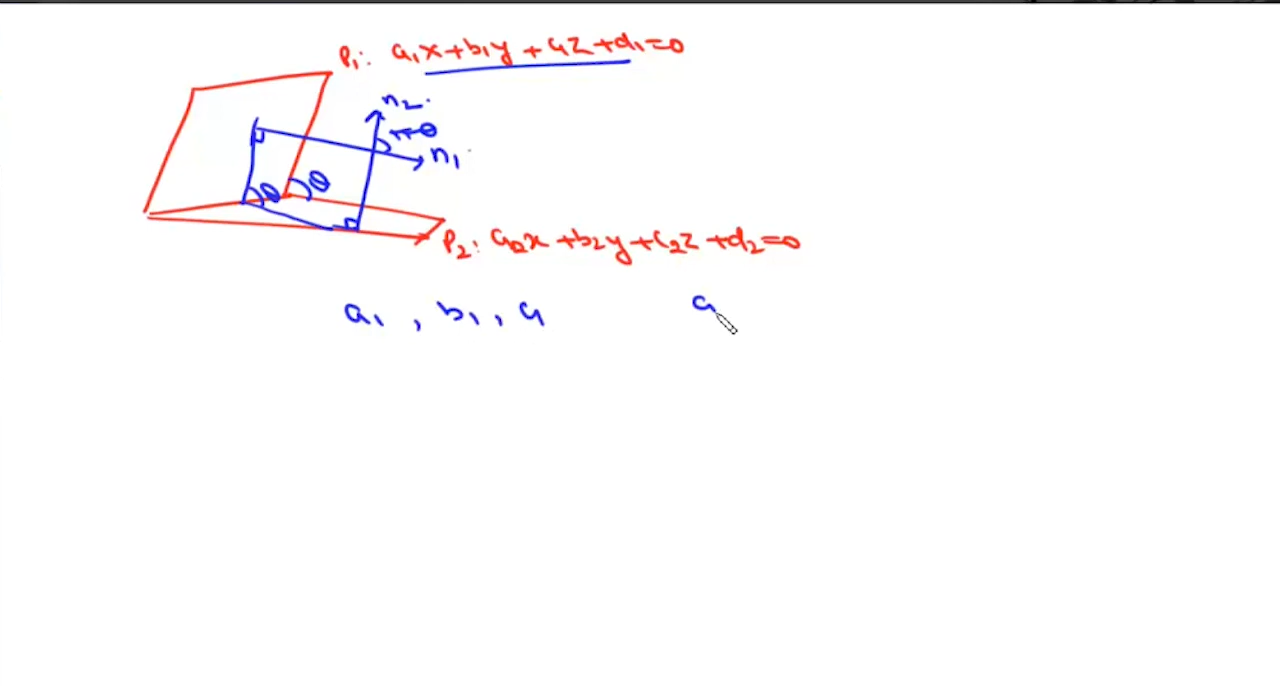 P₁: a₁x+b₁y+c₁z+d₁=0
n₂
π-θ
n₁
θ θ
P₂: a₂x+b₂y+c₂z+d₂=0
a₁, b₁, c₁ a